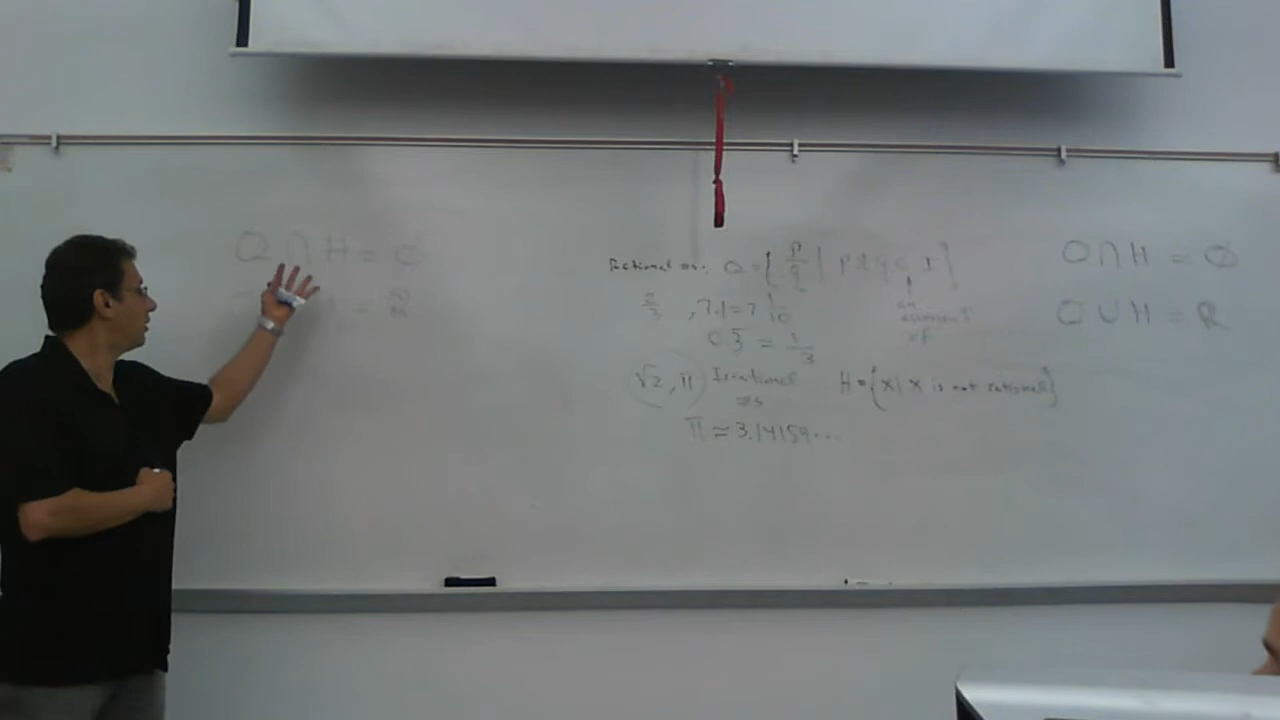 Q ∩ H = ∅
= R
Rational #s: Q = { p/q | p & q ∈ I }
2/3 , 7.1 = 7 1/10
an element of
0.3̅ = 1/3
√2, π Irrational #s H = { x | x is not rational }
π ≈ 3.14159...
Q ∩ H = ∅
Q ∪ H = R